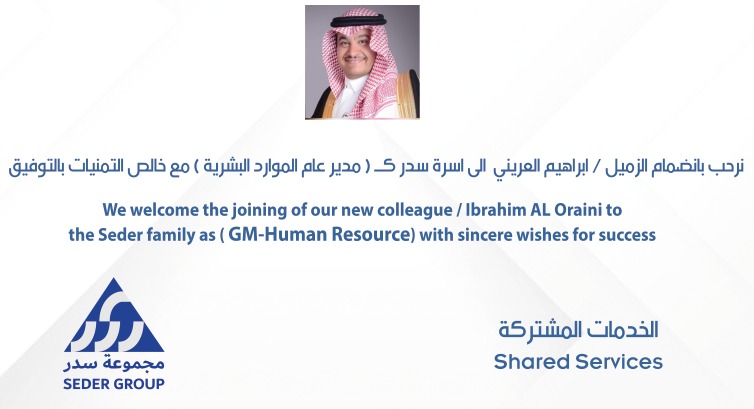 نرحب بانضمام الزميل / ابراهيم العريني الى اسرة سدر كـ ( مدير عام الموارد البشرية ) مع خالص التمنيات بالتوفيق
We welcome the joining of our new colleague / Ibrahim AL Oraini to
the Seder family as ( GM-Human Resource) with sincere wishes for success
سدر
مجموعة سدر
SEDER GROUP
الخدمات المشتركة
Shared Services